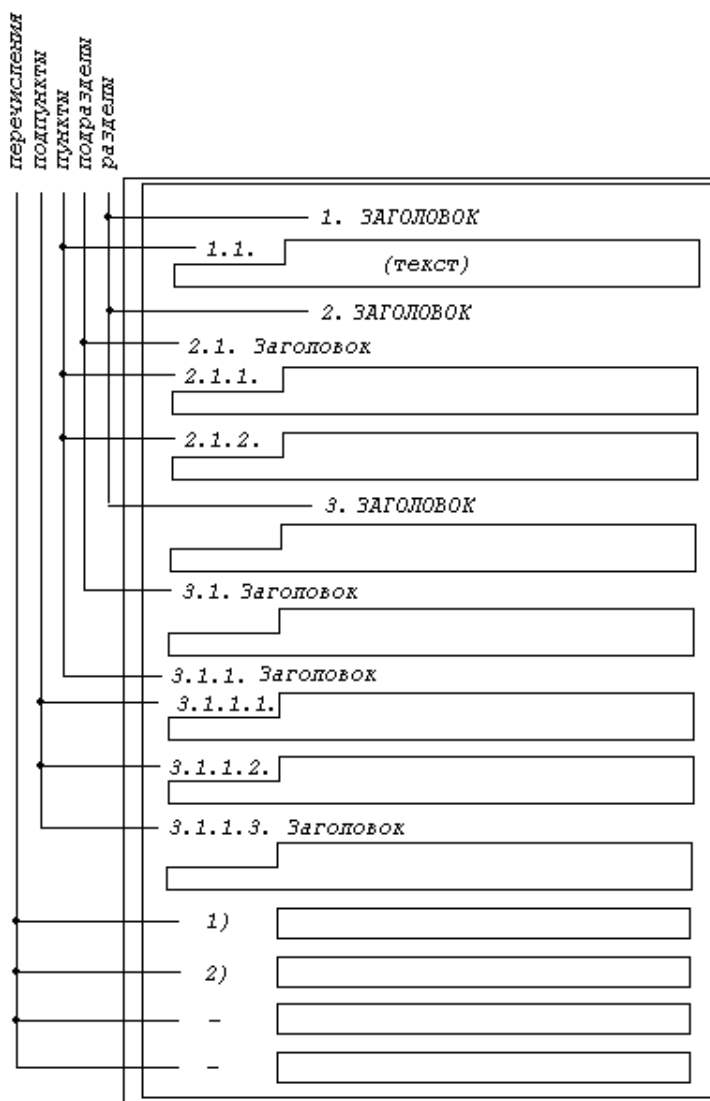 перечисления
подпункты
пункты
подразделы
разделы
1. ЗАГОЛОВОК
1.1.
(текст)
2. ЗАГОЛОВОК
2.1. Заголовок
2.1.1.
2.1.2.
3. ЗАГОЛОВОК
3.1. Заголовок
3.1.1. Заголовок
3.1.1.1.
3.1.1.2.
3.1.1.3. Заголовок
1)
2)
–
–